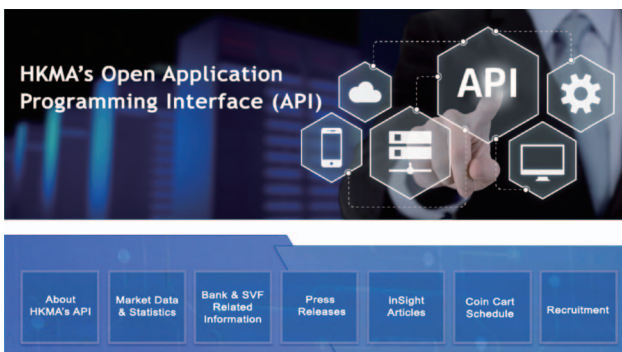 HKMA's Open Application
Programming Interface (API)
API
About
HKMA's API
Market Data
& Statistics
Bank & SVF
Related
Information
Press
Releases
inSight
Articles
Coin Cart
Schedule
Recruitment